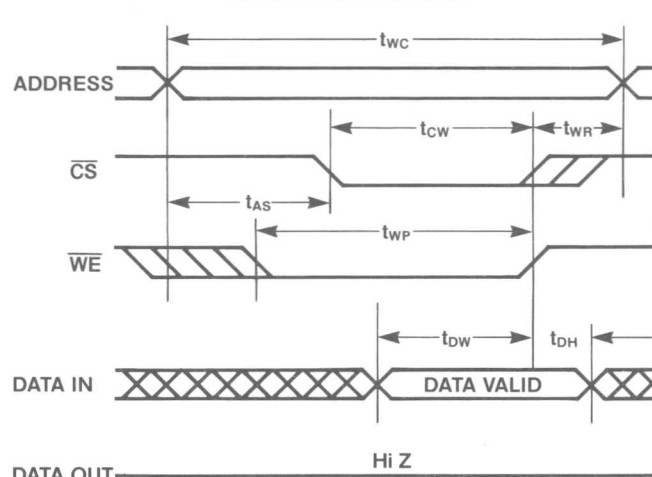 tWC
ADDRESS
tCW
tWR
CS
tAS
tWP
WE
tDW
tDH
DATA IN
DATA VALID
Hi Z
DATA OUT